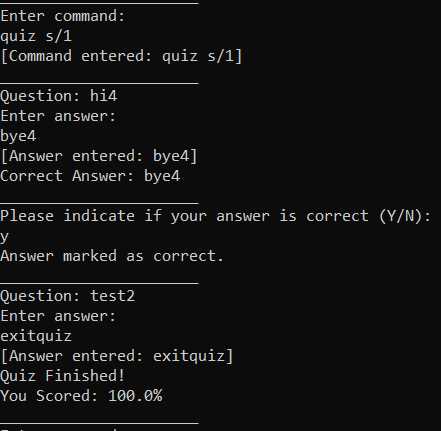 Enter command:
quiz s/1
[Command entered: quiz s/1]
Question: hi4
Enter answer:
bye4
[Answer entered: bye4]
Correct Answer: bye4
Please indicate if your answer is correct (Y/N):
y
Answer marked as correct.
Question: test2
Enter answer:
exitquiz
[Answer entered: exitquiz]
Quiz Finished!
You Scored: 100.0%